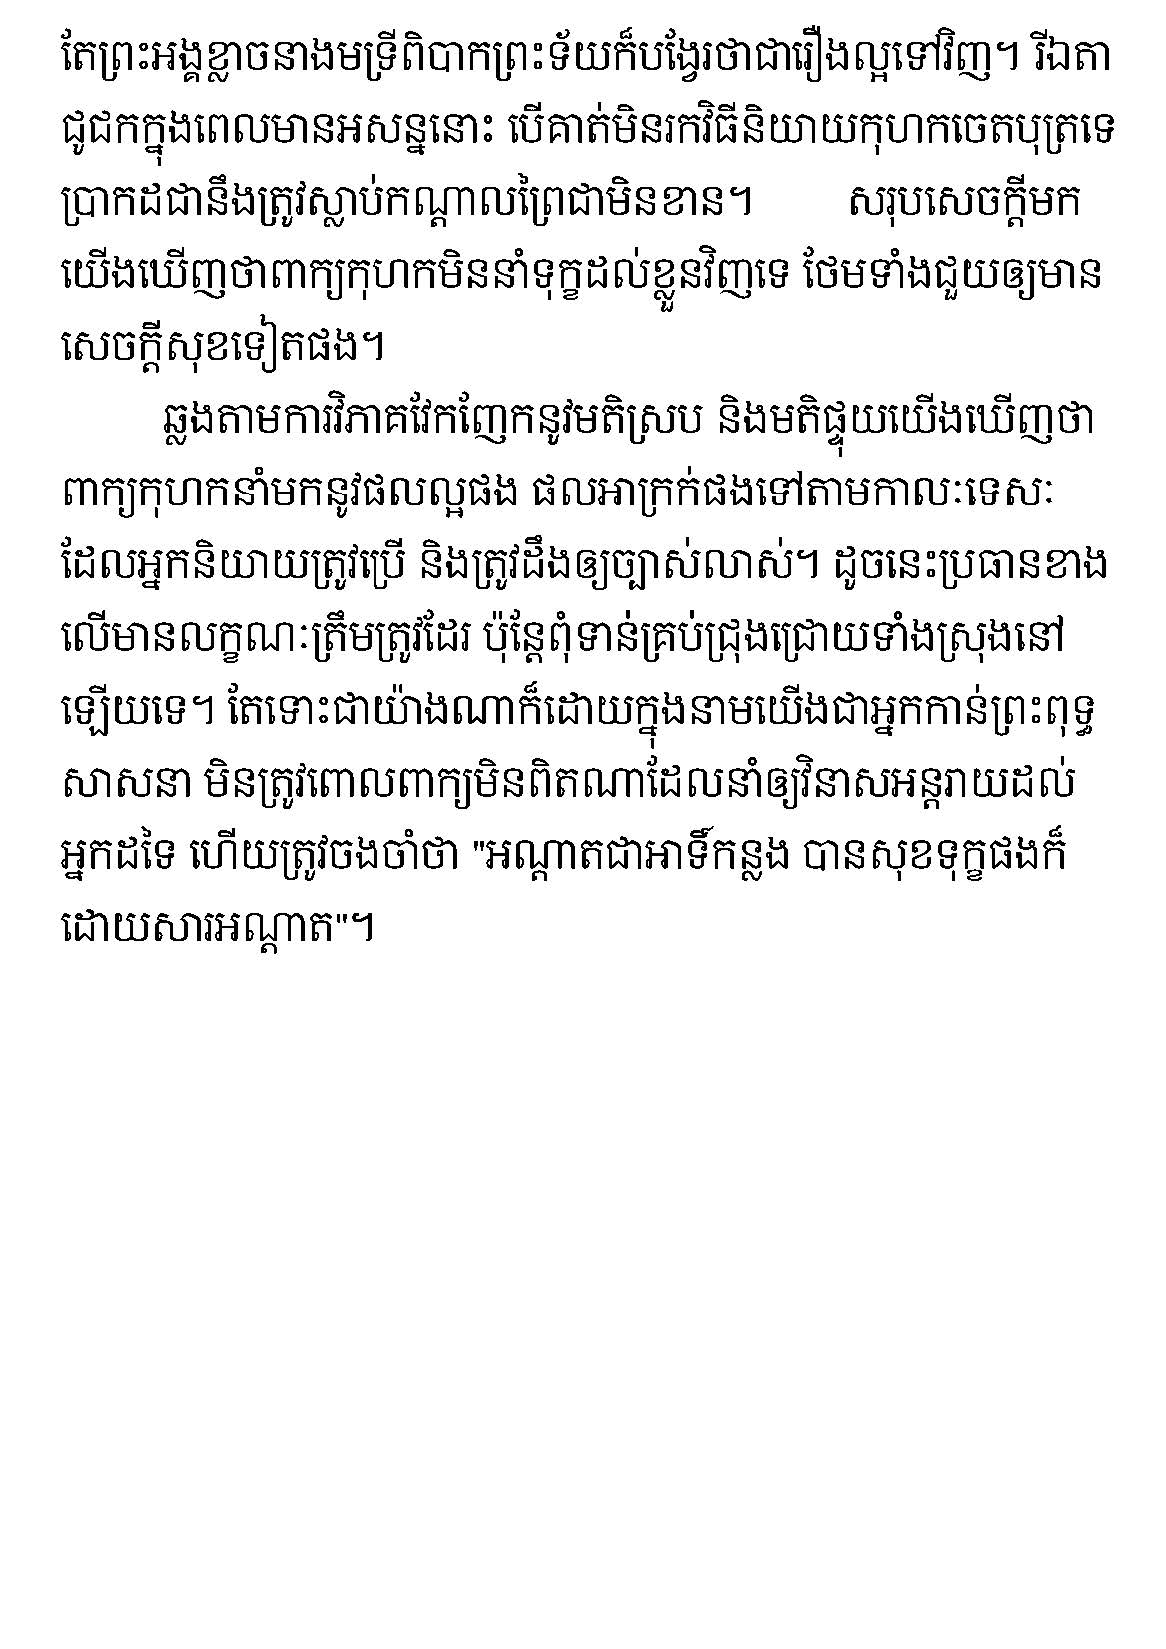 តែព្រះអង្គខ្លាចនាងមទ្រីពិបាកព្រះទ័យក៏បង្វែរថាជារឿងល្អទៅវិញ។ រីឯតា
ជូជកក្នុងពេលមានអសន្ននោះ បើគាត់មិនរកវិធីនិយាយកុហកចេតបុត្រទេ
ប្រាកដជានឹងត្រូវស្លាប់កណ្ដាលព្រៃជាមិនខាន។ សរុបសេចក្ដីមក
យើងឃើញថាពាក្យកុហកមិននាំទុក្ខដល់ខ្លួនវិញទេ ថែមទាំងជួយឲ្យមាន
សេចក្ដីសុខទៀតផង។
ឆ្លងតាមការវិភាគវែកញែកនូវមតិស្រប និងមតិផ្ទុយយើងឃើញថា
ពាក្យកុហកនាំមកនូវផលល្អផង ផលអាក្រក់ផងទៅតាមកាលៈទេសៈ
ដែលអ្នកនិយាយត្រូវប្រើ និងត្រូវដឹងឲ្យច្បាស់លាស់។ ដូចនេះប្រធានខាង
លើមានលក្ខណៈត្រឹមត្រូវដែរ ប៉ុន្តែពុំទាន់គ្រប់ជ្រុងជ្រោយទាំងស្រុងនៅ
ឡើយទេ។ តែទោះជាយ៉ាងណាក៏ដោយក្នុងនាមយើងជាអ្នកកាន់ព្រះពុទ្ធ
សាសនា មិនត្រូវពោលពាក្យមិនពិតណាដែលនាំឲ្យវិនាសអន្តរាយដល់
អ្នកដទៃ ហើយត្រូវចងចាំថា "អណ្ដាតជាអាទិ៍កន្លង បានសុខទុក្ខផងក៏
ដោយសារអណ្ដាត"។